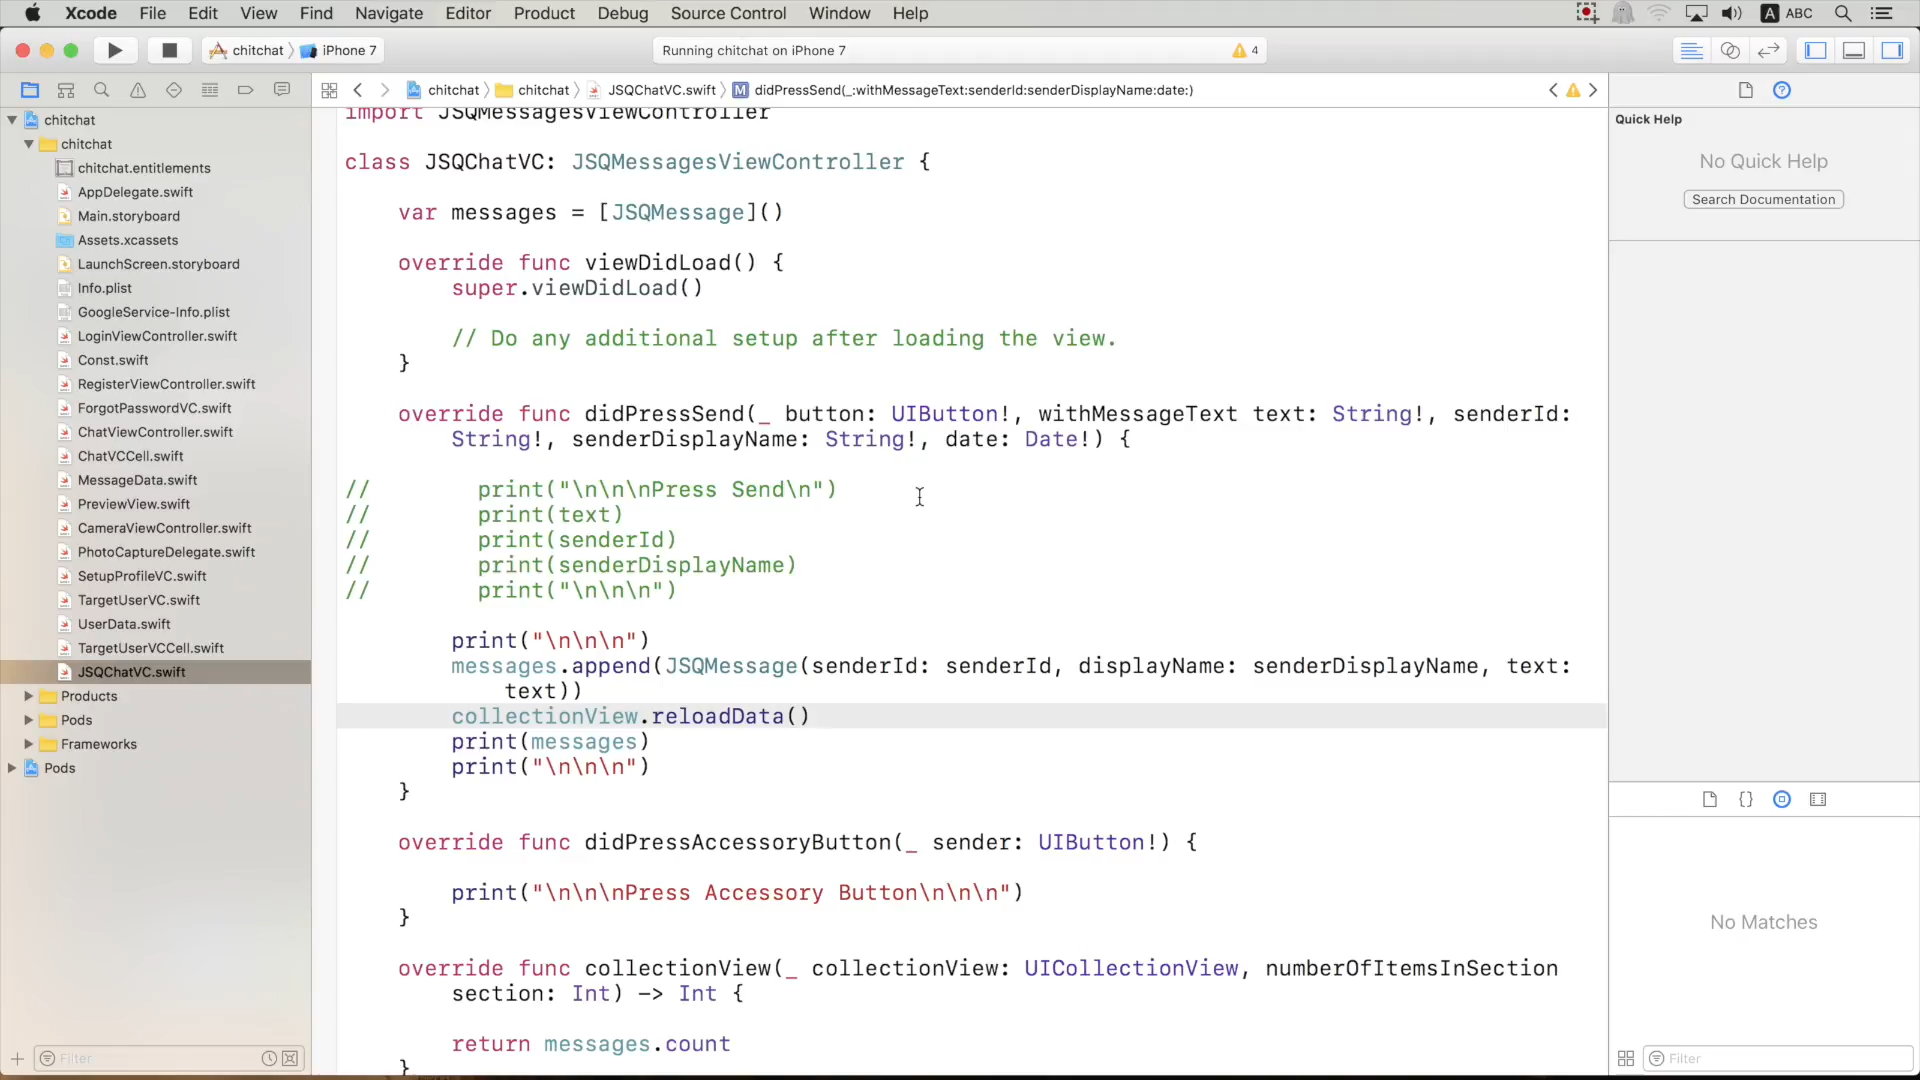 Xcode File Edit View Find Navigate Editor Product Debug Source Control Window Help A ABC
chitchat iPhone 7 Running chitchat on iPhone 7 4
chitchat chitchat JSQChatVC.swift M didPressSend(_:withMessageText:senderId:senderDisplayName:date:)
chitchat
chitchat
chitchat.entitlements
AppDelegate.swift
Main.storyboard
Assets.xcassets
LaunchScreen.storyboard
Info.plist
GoogleService-Info.plist
LoginViewController.swift
Const.swift
RegisterViewController.swift
ForgotPasswordVC.swift
ChatViewController.swift
ChatVCCell.swift
MessageData.swift
PreviewView.swift
CameraViewController.swift
PhotoCaptureDelegate.swift
SetupProfileVC.swift
TargetUserVC.swift
UserData.swift
TargetUserVCCell.swift
JSQChatVC.swift
Products
Pods
Frameworks
Pods
Filter
import JSQMessagesViewController
class JSQChatVC: JSQMessagesViewController {
var messages = [JSQMessage]()
override func viewDidLoad() {
super.viewDidLoad()
// Do any additional setup after loading the view.
}
override func didPressSend(_ button: UIButton!, withMessageText text: String!, senderId:
String!, senderDisplayName: String!, date: Date!) {
// print("\n\n\nPress Send\n")
// print(text)
// print(senderId)
// print(senderDisplayName)
// print("\n\n\n")
print("\n\n\n")
messages.append(JSQMessage(senderId: senderId, displayName: senderDisplayName, text:
text))
collectionView.reloadData()
print(messages)
print("\n\n\n")
}
override func didPressAccessoryButton(_ sender: UIButton!) {
print("\n\n\nPress Accessory Button\n\n\n")
}
override func collectionView(_ collectionView: UICollectionView, numberOfItemsInSection
section: Int) -> Int {
return messages.count
}
Quick Help
No Quick Help
Search Documentation
{}
No Matches
Filter